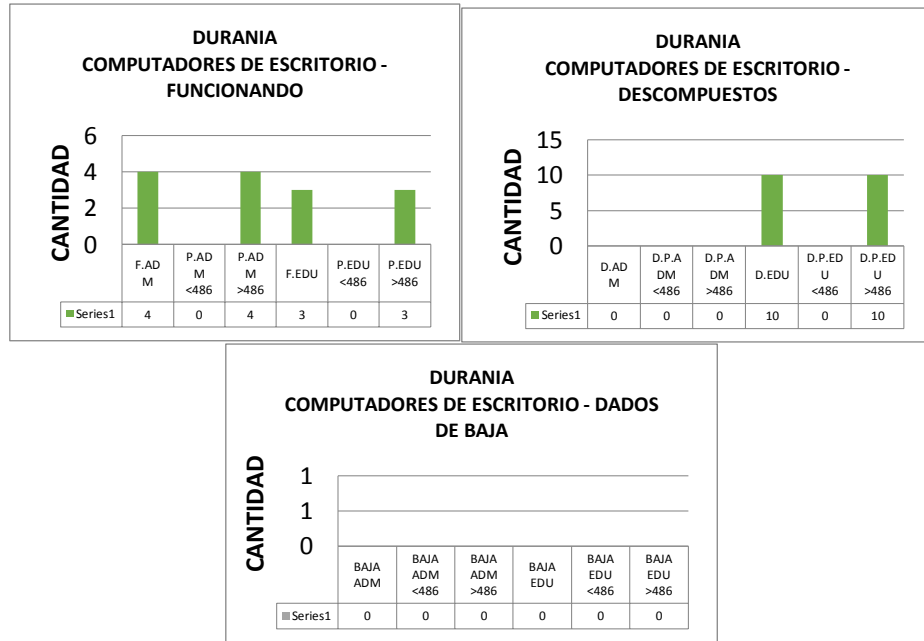 DURANIA
COMPUTADORES DE ESCRITORIO -
FUNCIONANDO
CANTIDAD
6
4
2
0
F.AD
M
P.AD
M
<486
P.AD
M
>486
F.EDU
P.EDU
<486
P.EDU
>486
Series1 4 0 4 3 0 3
DURANIA
COMPUTADORES DE ESCRITORIO -
DESCOMPUESTOS
CANTIDAD
15
10
5
0
D.AD
M
D.P.A
DM
<486
D.P.A
DM
>486
D.EDU
D.P.ED
U
<486
D.P.ED
U
>486
Series1 0 0 0 10 0 10
DURANIA
COMPUTADORES DE ESCRITORIO - DADOS
DE BAJA
CANTIDAD
1
1
0
BAJA
ADM
BAJA
ADM
<486
BAJA
ADM
>486
BAJA
EDU
BAJA
EDU
<486
BAJA
EDU
>486
Series1 0 0 0 0 0 0